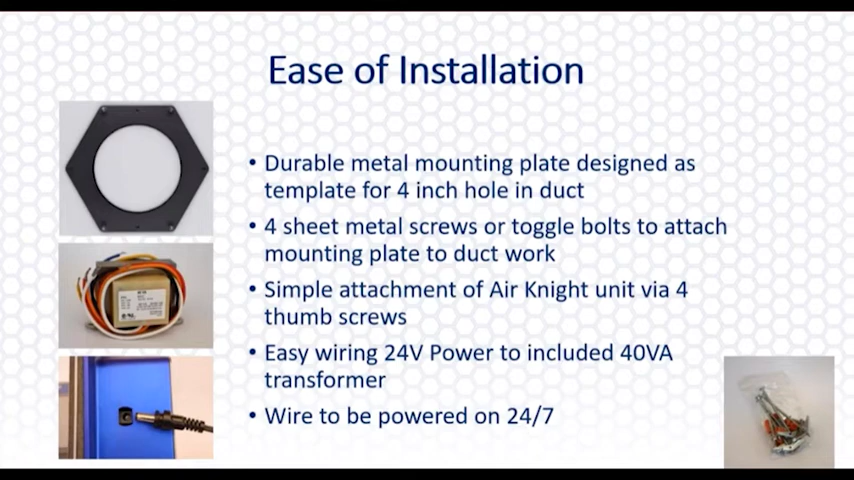 Ease of Installation
• Durable metal mounting plate designed as
template for 4 inch hole in duct
• 4 sheet metal screws or toggle bolts to attach
mounting plate to duct work
• Simple attachment of Air Knight unit via 4
thumb screws
• Easy wiring 24V Power to included 40VA
transformer
• Wire to be powered on 24/7